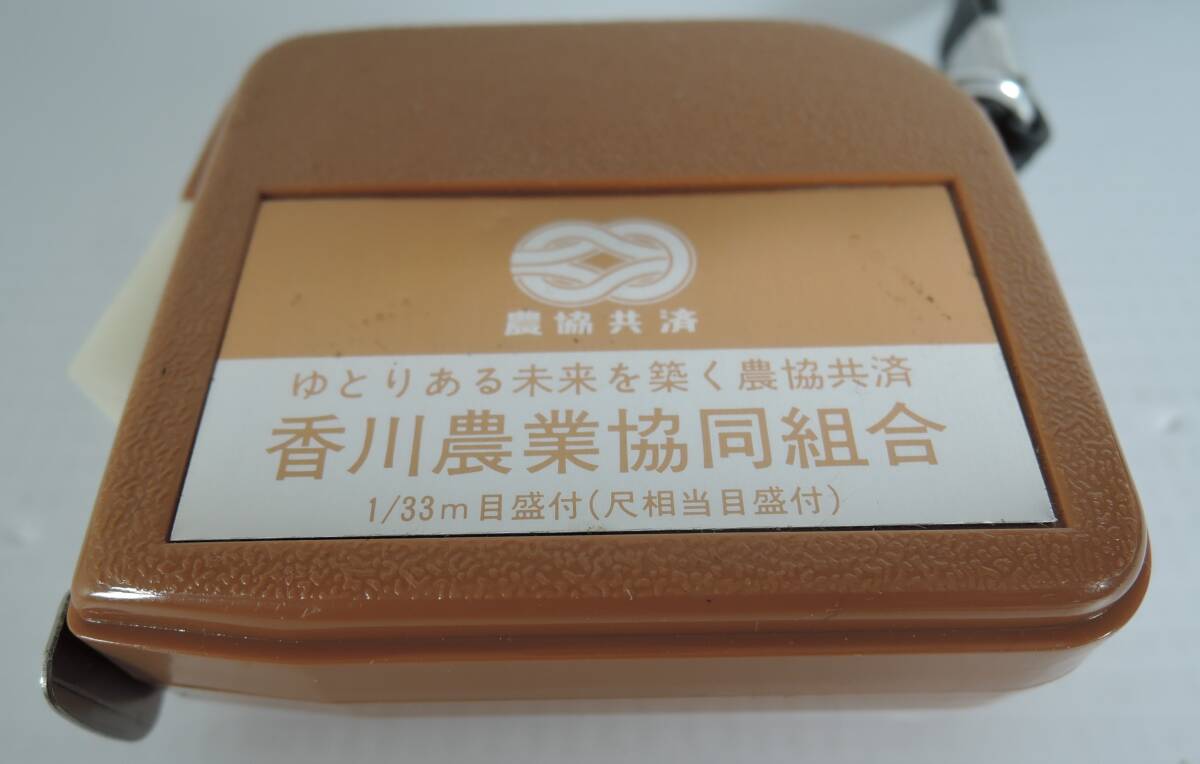 農協共済
ゆとりある未来を築く農協共済
香川農業協同組合
1/33m目盛付(尺相当目盛付)